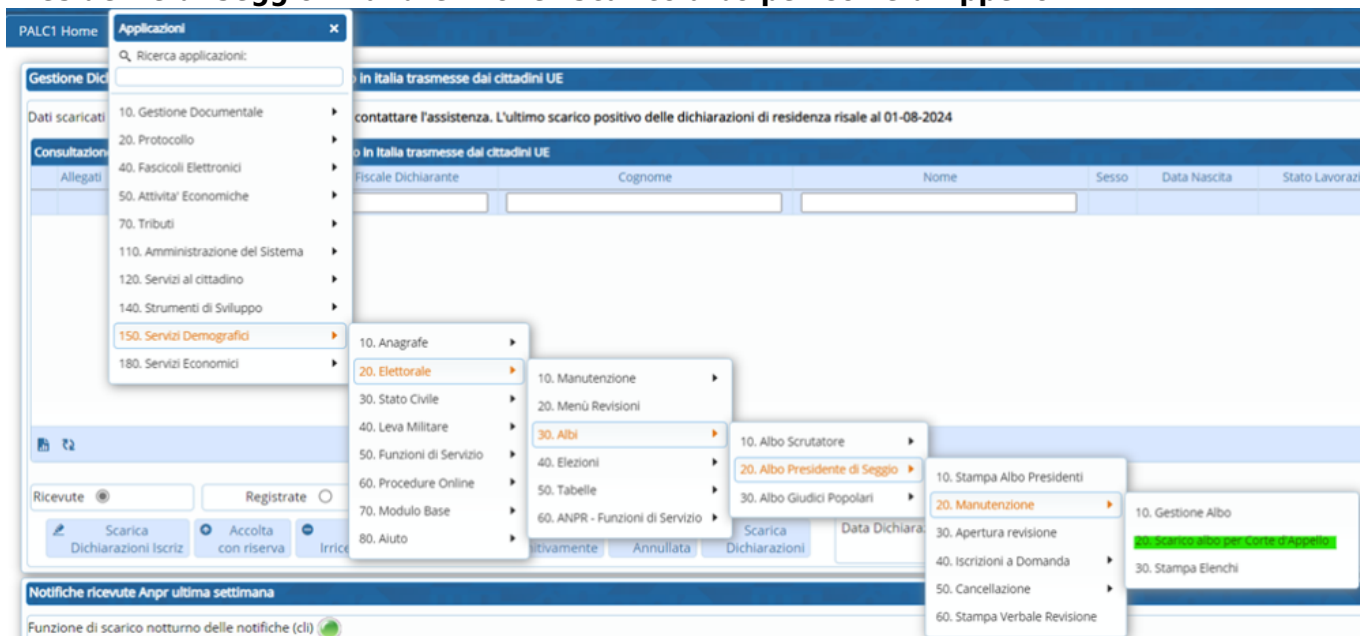 PALC1 Home
Applicazioni
Ricerca applicazioni:
10. Gestione Documentale
20. Protocollo
40. Fascicoli Elettronici
50. Attivita' Economiche
70. Tributi
110. Amministrazione del Sistema
120. Servizi al cittadino
140. Strumenti di Sviluppo
150. Servizi Demografici
180. Servizi Economici
Gestione in Italia trasmesse dai cittadini UE
Dati scaricati contattare l'assistenza. L'ultimo scarico positivo delle dichiarazioni di residenza risale al 01-08-2024
Consultazion in Italia trasmesse dai cittadini UE
Allegati Fiscale Dichiarante Cognome Nome Sesso Data Nascita Stato Lavorazi
10. Anagrafe
20. Elettorale
30. Stato Civile
40. Leva Militare
50. Funzioni di Servizio
60. Procedure Online
70. Modulo Base
80. Aiuto
10. Manutenzione
20. Menù Revisioni
30. Albi
40. Elezioni
50. Tabelle
60. ANPR - Funzioni di Servizio
10. Albo Scrutatore
20. Albo Presidente di Seggio
30. Albo Giudici Popolari
10. Stampa Albo Presidenti
20. Manutenzione
30. Apertura revisione
40. Iscrizioni a Domanda
50. Cancellazione
60. Stampa Verbale Revisione
10. Gestione Albo
20. Scarico albo per Corte d'Appello
30. Stampa Elenchi
Ricevute Registrate
Scarica Dichiarazioni Iscriz
Accolta con riserva
Irrice
itivamente
Annullata
Scarica Dichiarazioni
Data Dichiara
Notifiche ricevute Anpr ultima settimana
Funzione di scarico notturno delle notifiche (cli)